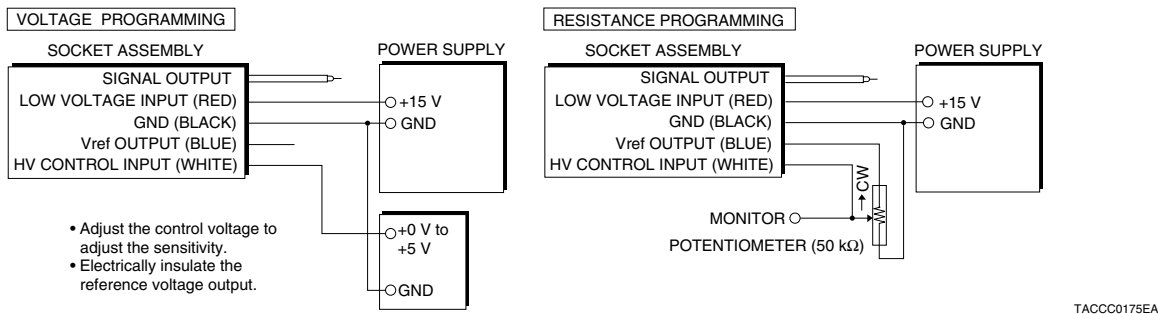 VOLTAGE PROGRAMMING
SOCKET ASSEMBLY
POWER SUPPLY
SIGNAL OUTPUT
LOW VOLTAGE INPUT (RED)
GND (BLACK)
Vref OUTPUT (BLUE)
HV CONTROL INPUT (WHITE)
+15 V
GND
+0 V to
+5 V
GND
• Adjust the control voltage to
adjust the sensitivity.
• Electrically insulate the
reference voltage output.
RESISTANCE PROGRAMMING
SOCKET ASSEMBLY
POWER SUPPLY
SIGNAL OUTPUT
LOW VOLTAGE INPUT (RED)
GND (BLACK)
Vref OUTPUT (BLUE)
HV CONTROL INPUT (WHITE)
+15 V
GND
CW
MONITOR
POTENTIOMETER (50 kΩ)
TACCC0175EA